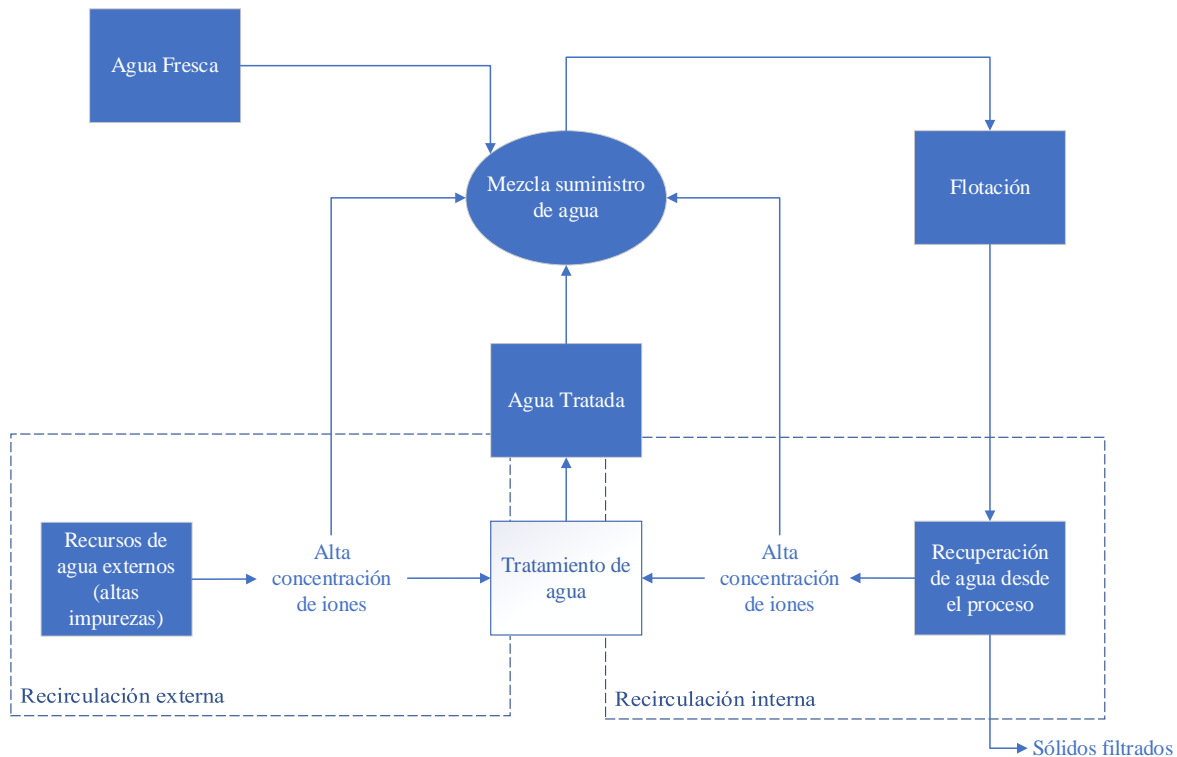 Agua Fresca
Mezcla suministro
de agua
Flotación
Agua Tratada
Recursos de
agua externos
(altas
impurezas)
Alta
concentración
de iones
Tratamiento de
agua
Alta
concentración
de iones
Recuperación
de agua desde
el proceso
Recirculación externa
Recirculación interna
Sólidos filtrados